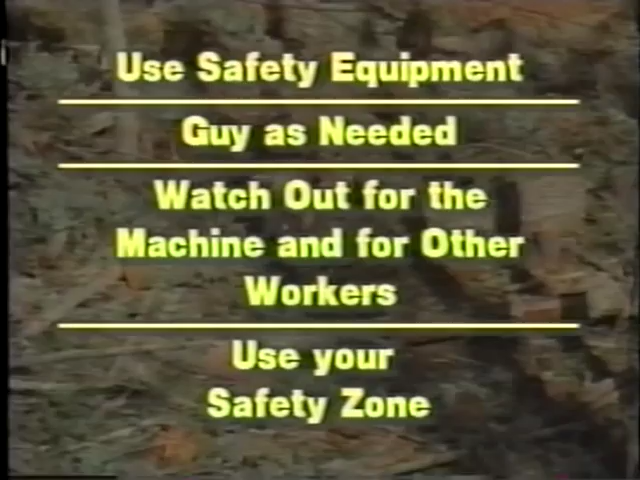 Use Safety Equipment
Guy as Needed
Watch Out for the
Machine and for Other
Workers
Use your
Safety Zone